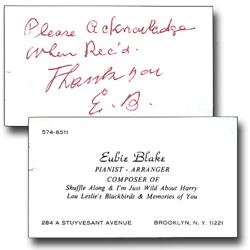 Please Acknowledge
When Rec'd.
Thank you
E. B.
574-8511
Eubie Blake
PIANIST - ARRANGER
COMPOSER OF
Shuffle Along & I'm Just Wild About Harry
Lou Leslie's Blackbirds & Memories of You
284 A STUYVESANT AVENUE BROOKLYN, N. Y. 11221